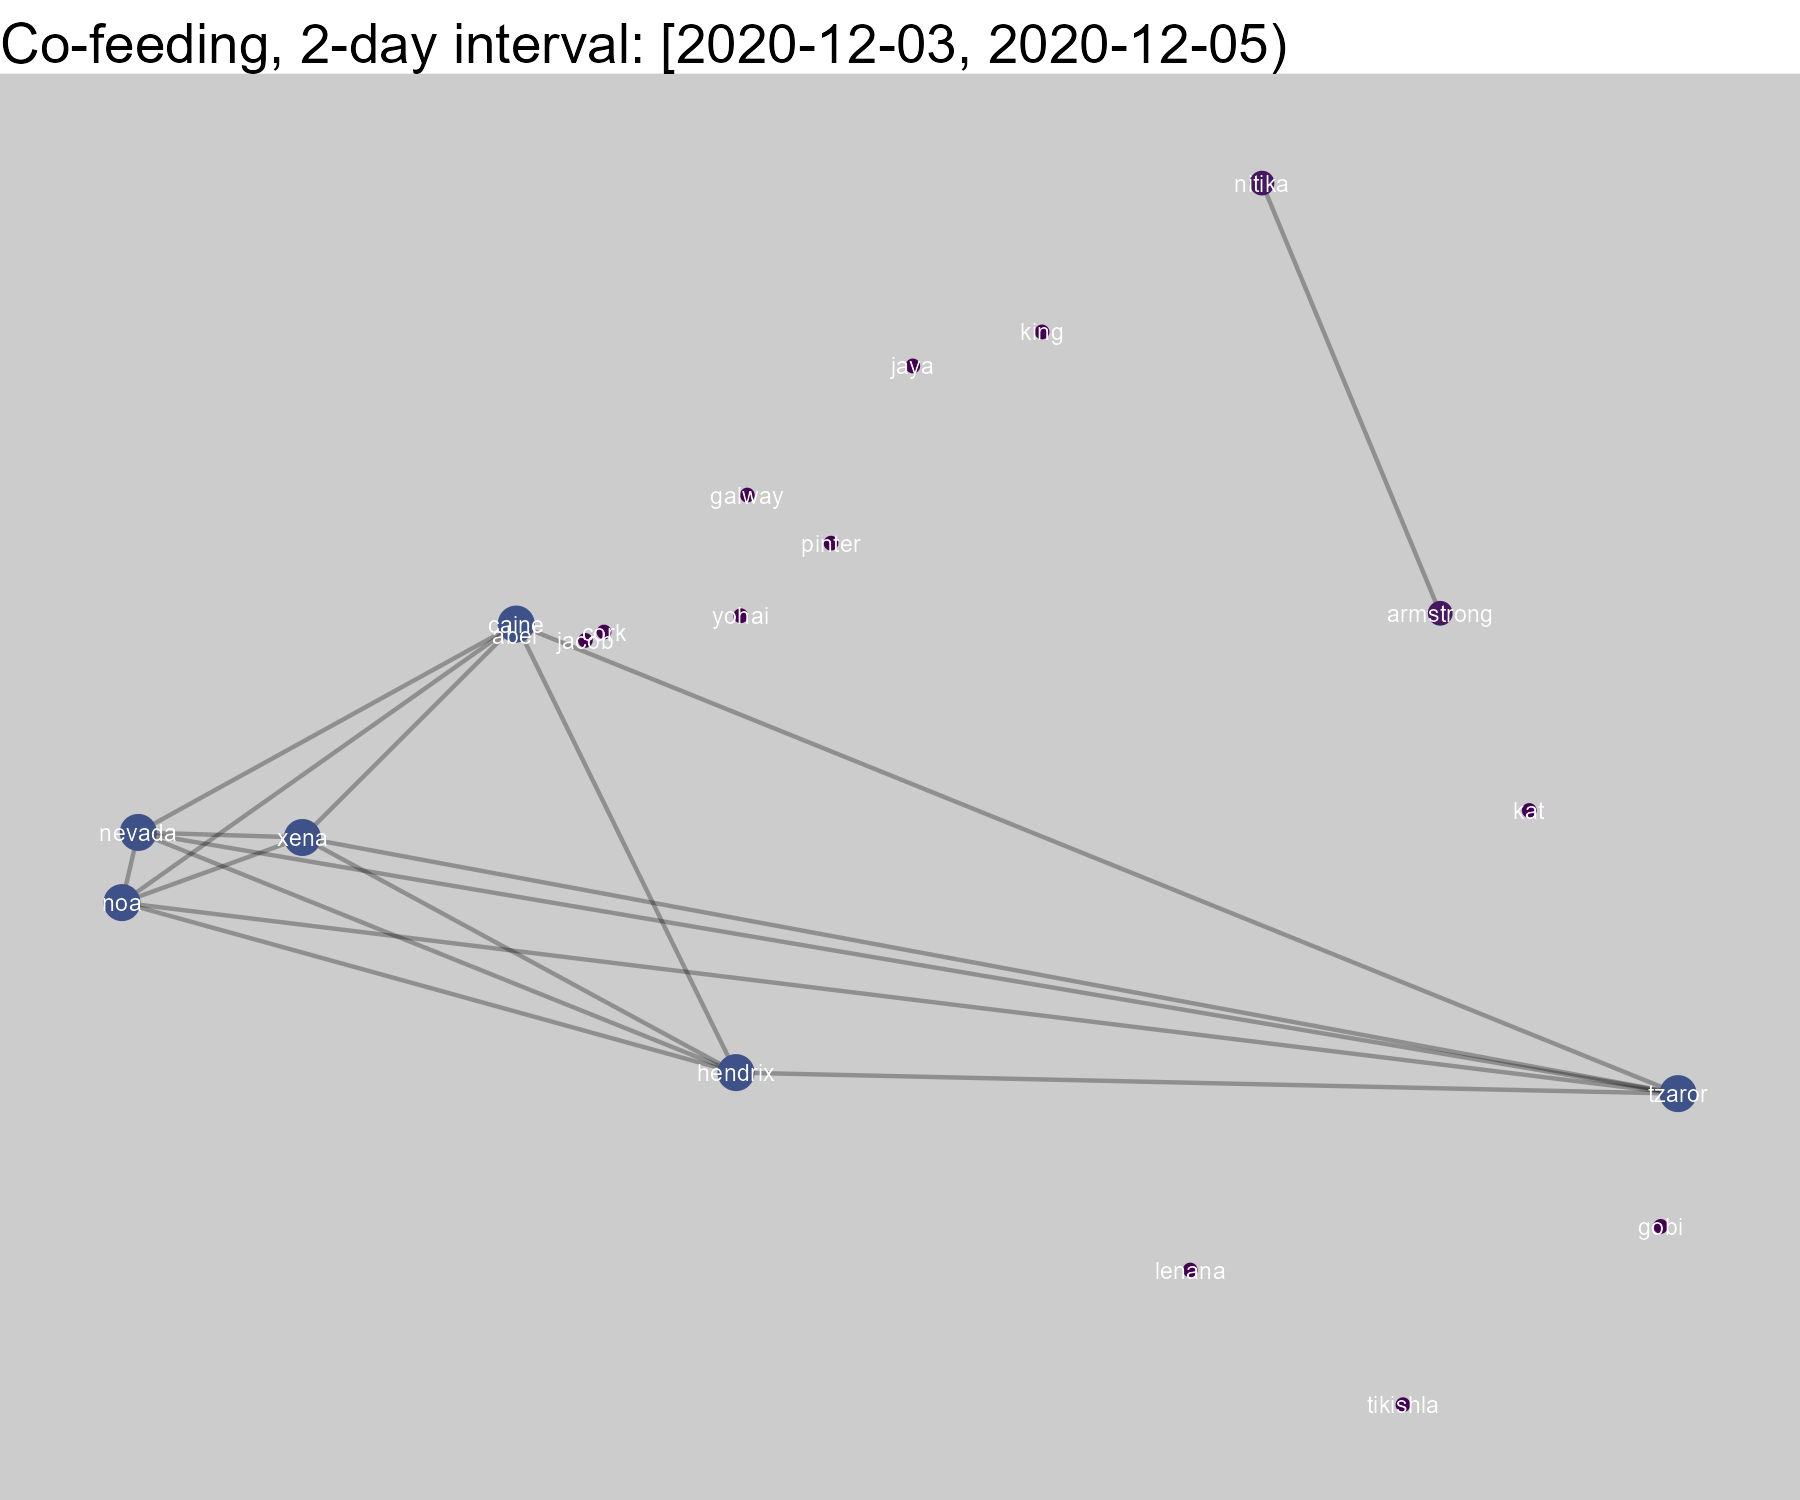 Co-feeding, 2-day interval: [2020-12-03, 2020-12-05)
nitika
king
jaya
galway
pinter
armstrong
yohai
caine
cork
abel
jacob
kat
nevada
xena
noa
hendrix
tzaror
gobi
lenana
tikishla